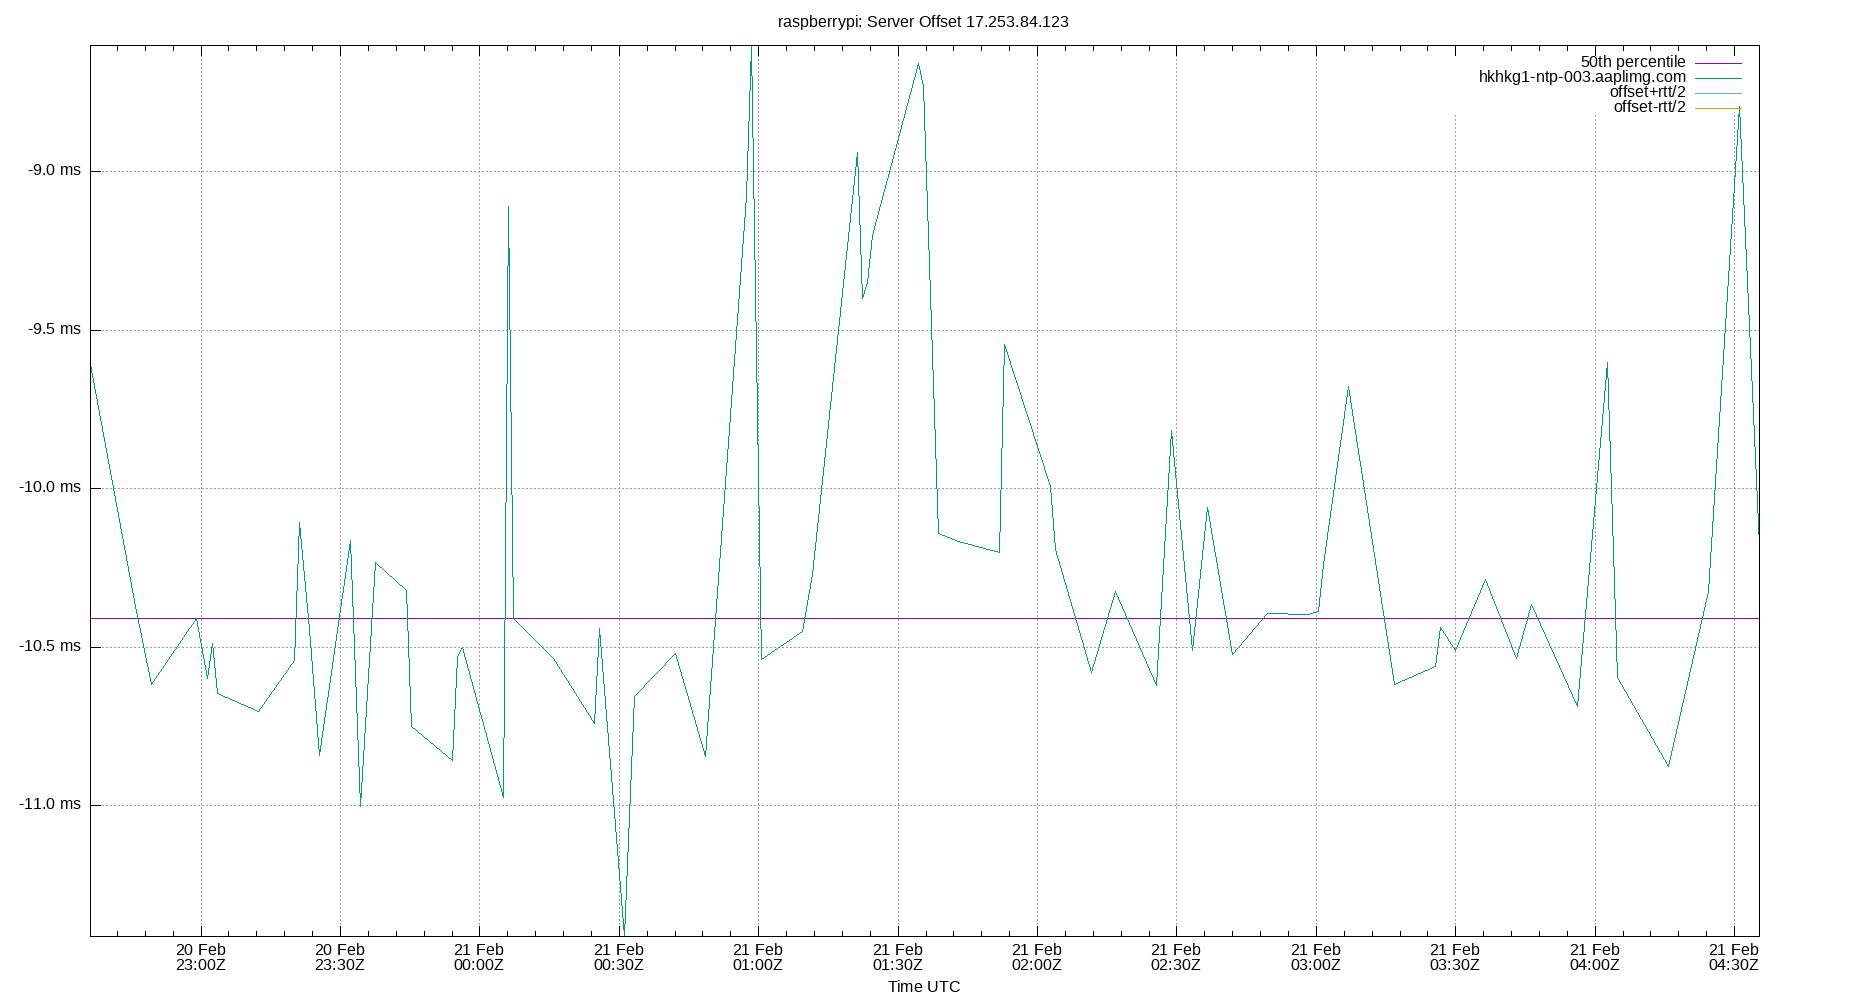 raspberrypi: Server Offset 17.253.84.123
50th percentile
hkhkg1-ntp-003.aaplimg.com
offset+rtt/2
offset-rtt/2
-9.0 ms
-9.5 ms
-10.0 ms
-10.5 ms
-11.0 ms
20 Feb 20 Feb 21 Feb 21 Feb 21 Feb 21 Feb 21 Feb 21 Feb 21 Feb 21 Feb 21 Feb 21 Feb
23:00Z 23:30Z 00:00Z 00:30Z 01:00Z 01:30Z 02:00Z 02:30Z 03:00Z 03:30Z 04:00Z 04:30Z
Time UTC